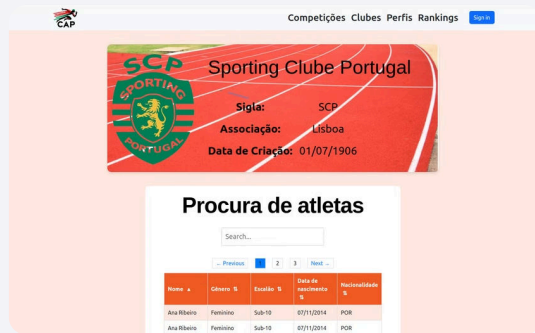 CAP
Competições Clubes Perfis Rankings Sign in
SCP
SPORTING
PORTUGAL
Sporting Clube Portugal
Sigla: SCP
Associação: Lisboa
Data de Criação: 01/07/1906
Procura de atletas
Search...
← Previous 1 2 3 Next →
Nome ▲ Género ⇅ Escalão ⇅ Data de nascimento ⇅ Nacionalidade ⇅
Ana Ribeiro Feminino Sub-10 07/11/2014 POR
Ana Ribeiro Feminino Sub-10 07/11/2014 POR